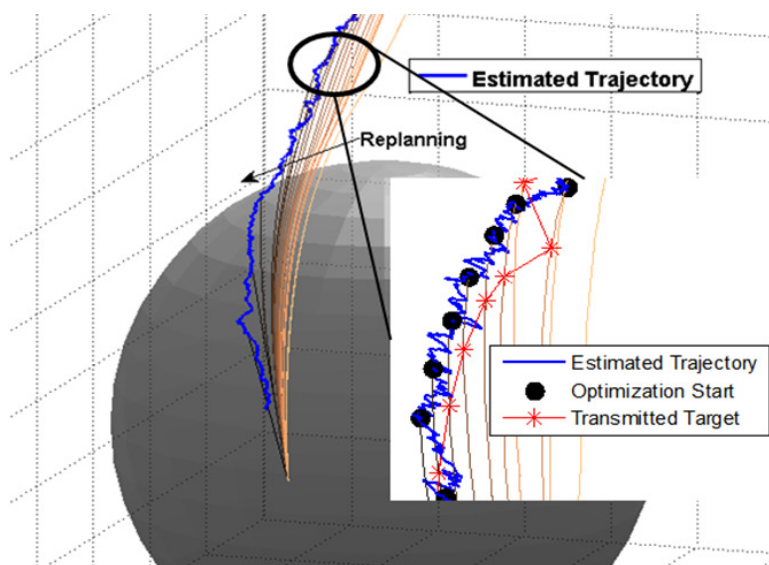 Estimated Trajectory
Replanning
Estimated Trajectory
Optimization Start
Transmitted Target